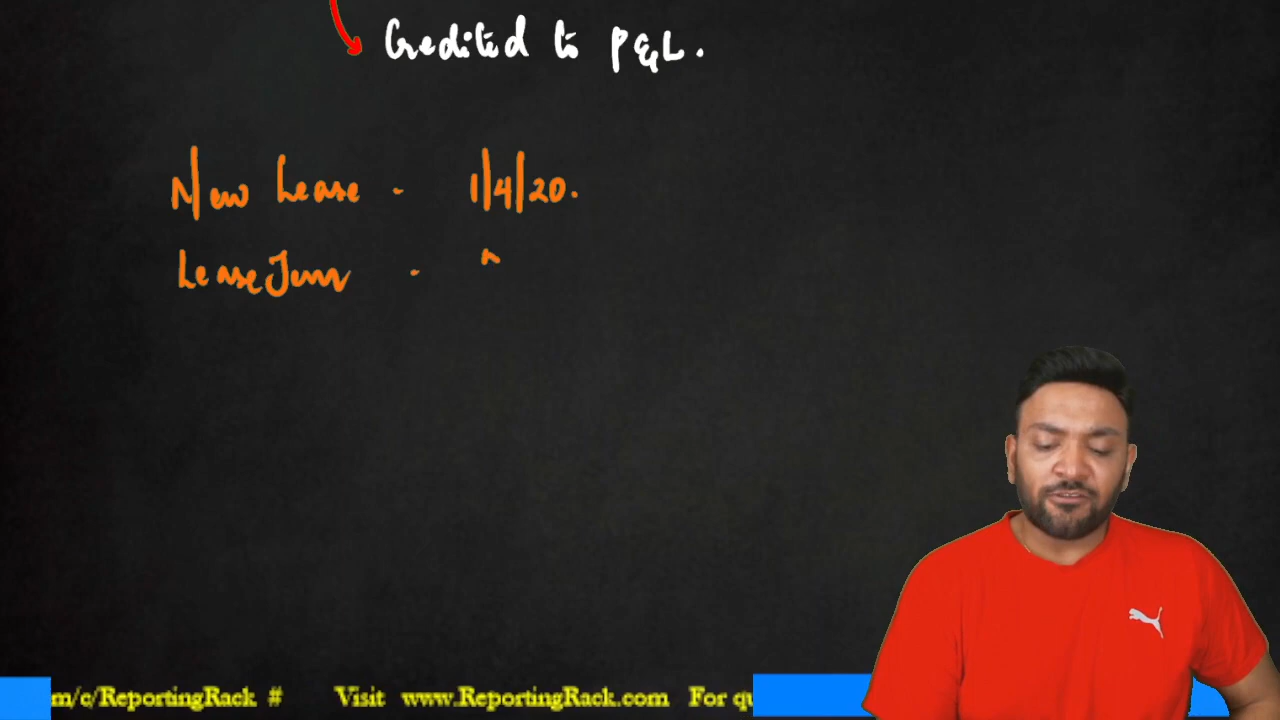 Credited to P&L.
New Lease - 1/4/20.
Lease Term -
m/c/ReportingRack # Visit www.ReportingRack.com For qu